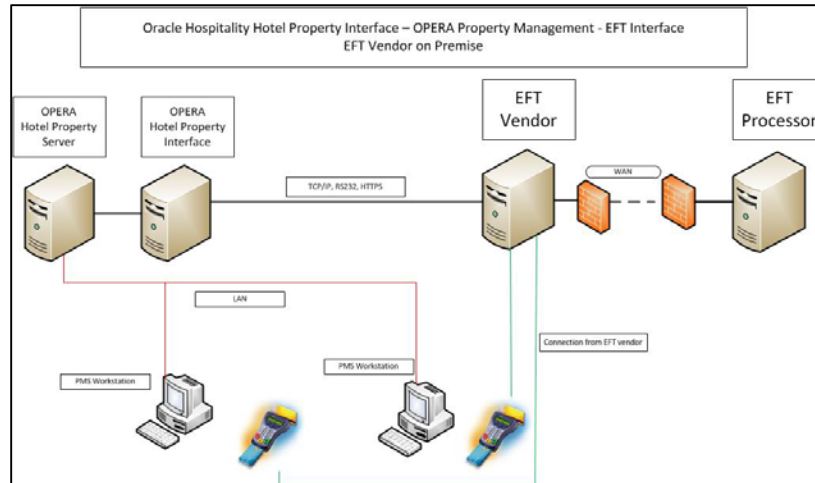 Oracle Hospitality Hotel Property Interface – OPERA Property Management - EFT Interface
EFT Vendor on Premise
OPERA
Hotel Property
Server
OPERA
Hotel Property
Interface
EFT
Vendor
EFT
Processor
WAN
TCP/IP, RS232, HTTPS
LAN
Connection from EFT vendor
PMS Workstation
PMS Workstation